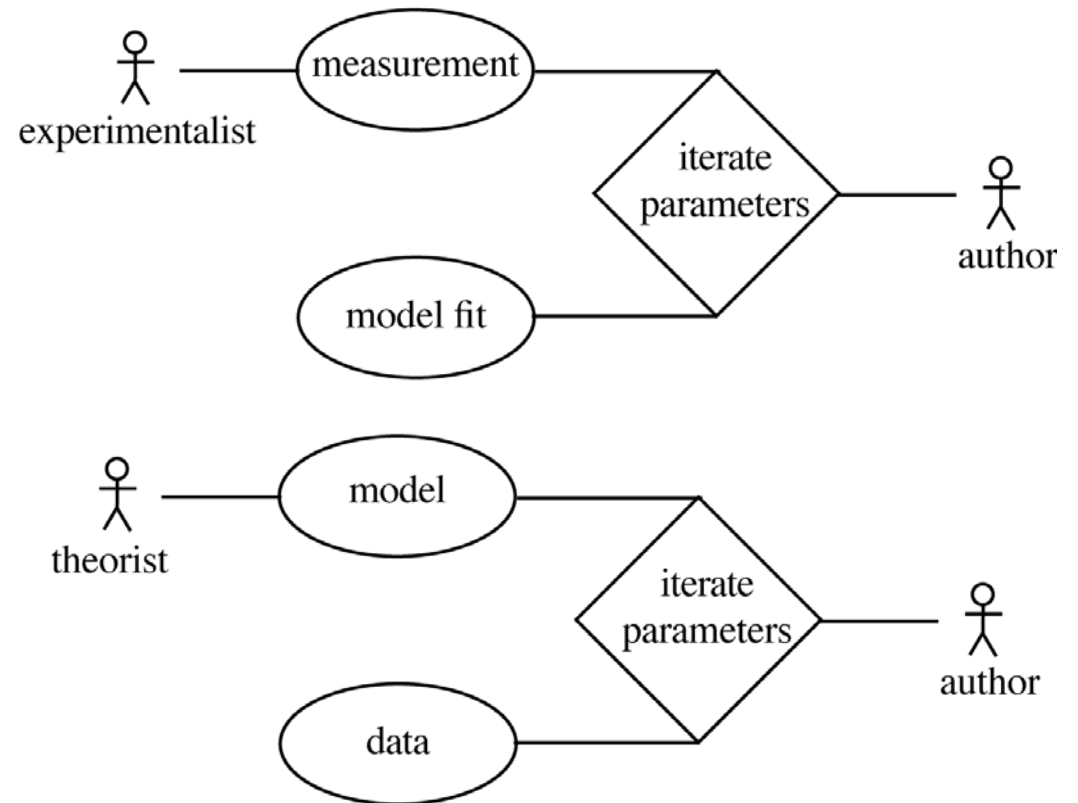 measurement
experimentalist
iterate
parameters
author
model fit
model
theorist
iterate
parameters
author
data